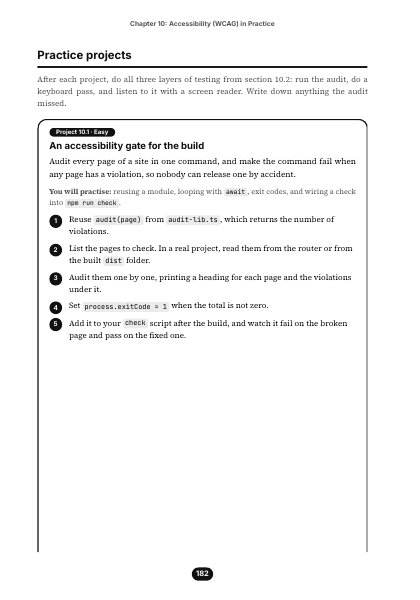 Chapter 10: Accessibility (WCAG) in Practice
Practice projects
After each project, do all three layers of testing from section 10.2: run the audit, do a
keyboard pass, and listen to it with a screen reader. Write down anything the audit
missed.
Project 10.1 · Easy
An accessibility gate for the build
Audit every page of a site in one command, and make the command fail when
any page has a violation, so nobody can release one by accident.
You will practise: reusing a module, looping with await, exit codes, and wiring a check
into npm run check.
1 Reuse audit(page) from audit-lib.ts, which returns the number of
violations.
2 List the pages to check. In a real project, read them from the router or from
the built dist folder.
3 Audit them one by one, printing a heading for each page and the violations
under it.
4 Set process.exitCode = 1 when the total is not zero.
5 Add it to your check script after the build, and watch it fail on the broken
page and pass on the fixed one.
182